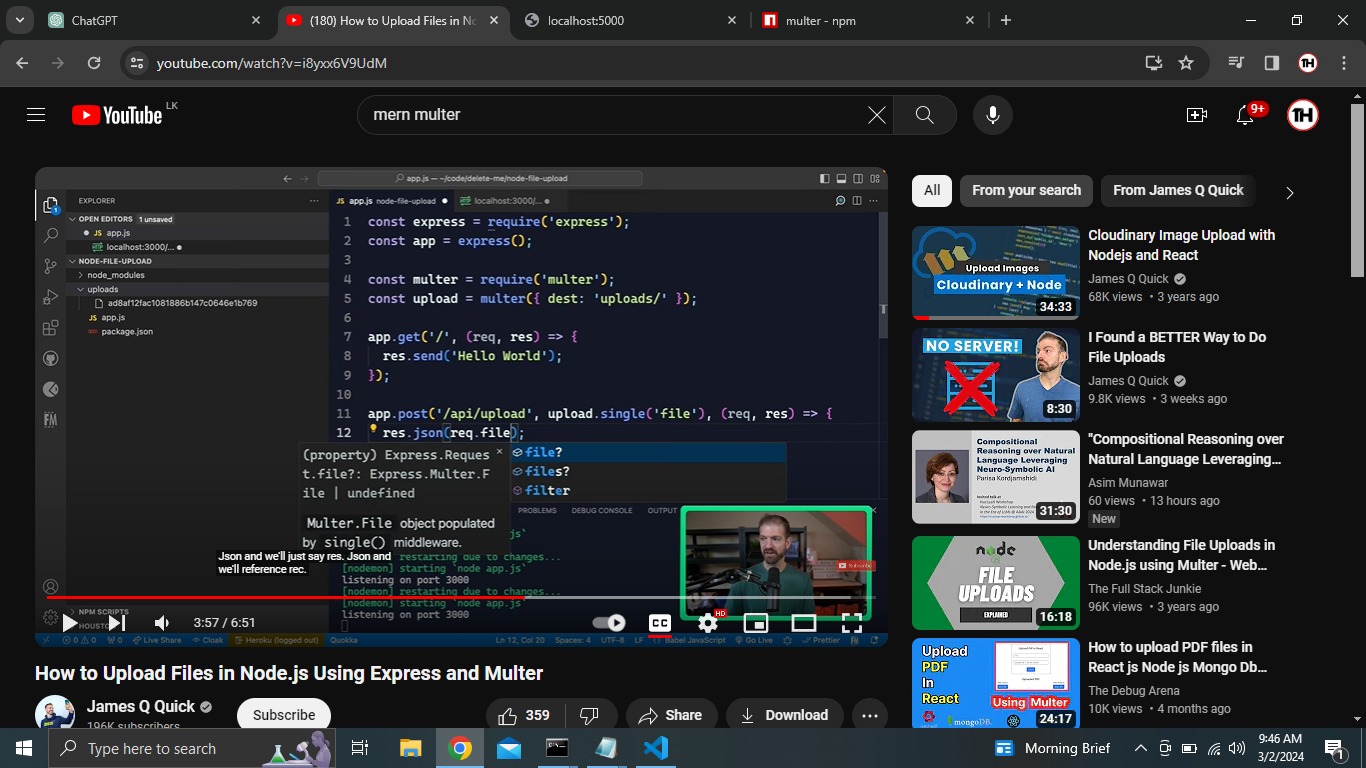 ChatGPT
(180) How to Upload Files in No
localhost:5000
multer - npm
youtube.com/watch?v=i8yxx6V9UdM
TH
YouTube LK
mern multer
9+
TH
app.js — ~/code/delete-me/node-file-upload
EXPLORER
OPEN EDITORS 1 unsaved
JS app.js
localhost:3000/...
NODE-FILE-UPLOAD
node_modules
uploads
ad8af12fac1081886b147c0646e1b769
JS app.js
package.json
NPM SCRIPTS
JS app.js node-file-upload
localhost:3000/...
1 const express = require('express');
2 const app = express();
3
4 const multer = require('multer');
5 const upload = multer({ dest: 'uploads/' });
6
7 app.get('/', (req, res) => {
8 res.send('Hello World');
9 });
10
11 app.post('/api/upload', upload.single('file'), (req, res) => {
12 res.json(req.file);
(property) Express.Reques
t.file?: Express.Multer.F
ile | undefined
Multer.File object populated
by single() middleware.
file?
files?
filter
PROBLEMS DEBUG CONSOLE OUTPUT
js`
restarting due to changes...
[nodemon] starting `node app.js`
listening on port 3000
[nodemon] restarting due to changes...
[nodemon] starting `node app.js`
listening on port 3000
Json and we'll just say res. Json and
we'll reference rec.
Subscribe
3:57 / 6:51
CC
HD
0 0 0 Live Share Cloak Heroku (logged out) Quokka
Ln 12, Col 20 Spaces: 4 UTF-8 LF Babel JavaScript Go Live Prettier
How to Upload Files in Node.js Using Express and Multer
James Q Quick
196K subscribers
Subscribe
359
Share
Download
All
From your search
From James Q Quick
Upload Images
Cloudinary + Node
34:33
Cloudinary Image Upload with
Nodejs and React
James Q Quick
68K views • 3 years ago
NO SERVER!
8:30
I Found a BETTER Way to Do
File Uploads
James Q Quick
9.8K views • 3 weeks ago
Compositional
Reasoning over Natural
Language Leveraging
Neuro-Symbolic AI
Parisa Kordjamshidi
31:30
"Compositional Reasoning over
Natural Language Leveraging...
Asim Munawar
60 views • 13 hours ago
New
node
FILE
UPLOADS
EXPLAINED
16:18
Understanding File Uploads in
Node.js using Multer - Web...
The Full Stack Junkie
96K views • 3 years ago
Upload
PDF
In
React
Using Multer
mongoDB.
24:17
How to upload PDF files in
React js Node js Mongo Db...
The Debug Arena
10K views • 4 months ago
Type here to search
Morning Brief
9:46 AM
3/2/2024
1